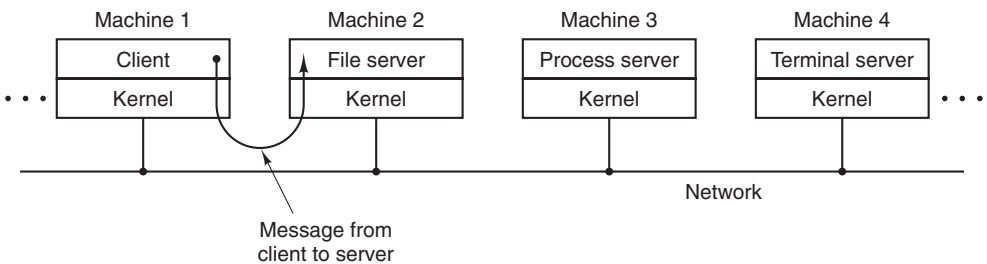 Machine 1
Machine 2
Machine 3
Machine 4
Client
File server
Process server
Terminal server
. . .
Kernel
Kernel
Kernel
Kernel
. . .
Network
Message from
client to server